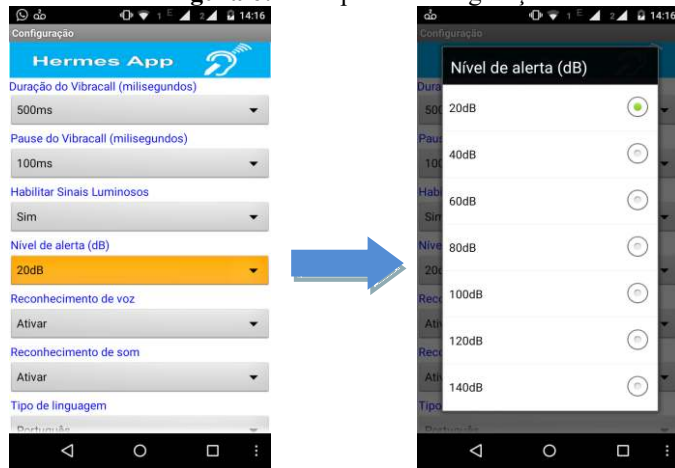 14:16
Configuração
Hermes App
Duração do Vibracall (milisegundos)
500ms
Pause do Vibracall (milisegundos)
100ms
Habilitar Sinais Luminosos
Sim
Nível de alerta (dB)
20dB
Reconhecimento de voz
Ativar
Reconhecimento de som
Ativar
Tipo de linguagem
Português
14:16
Configuração
Nível de alerta (dB)
20dB
40dB
60dB
80dB
100dB
120dB
140dB